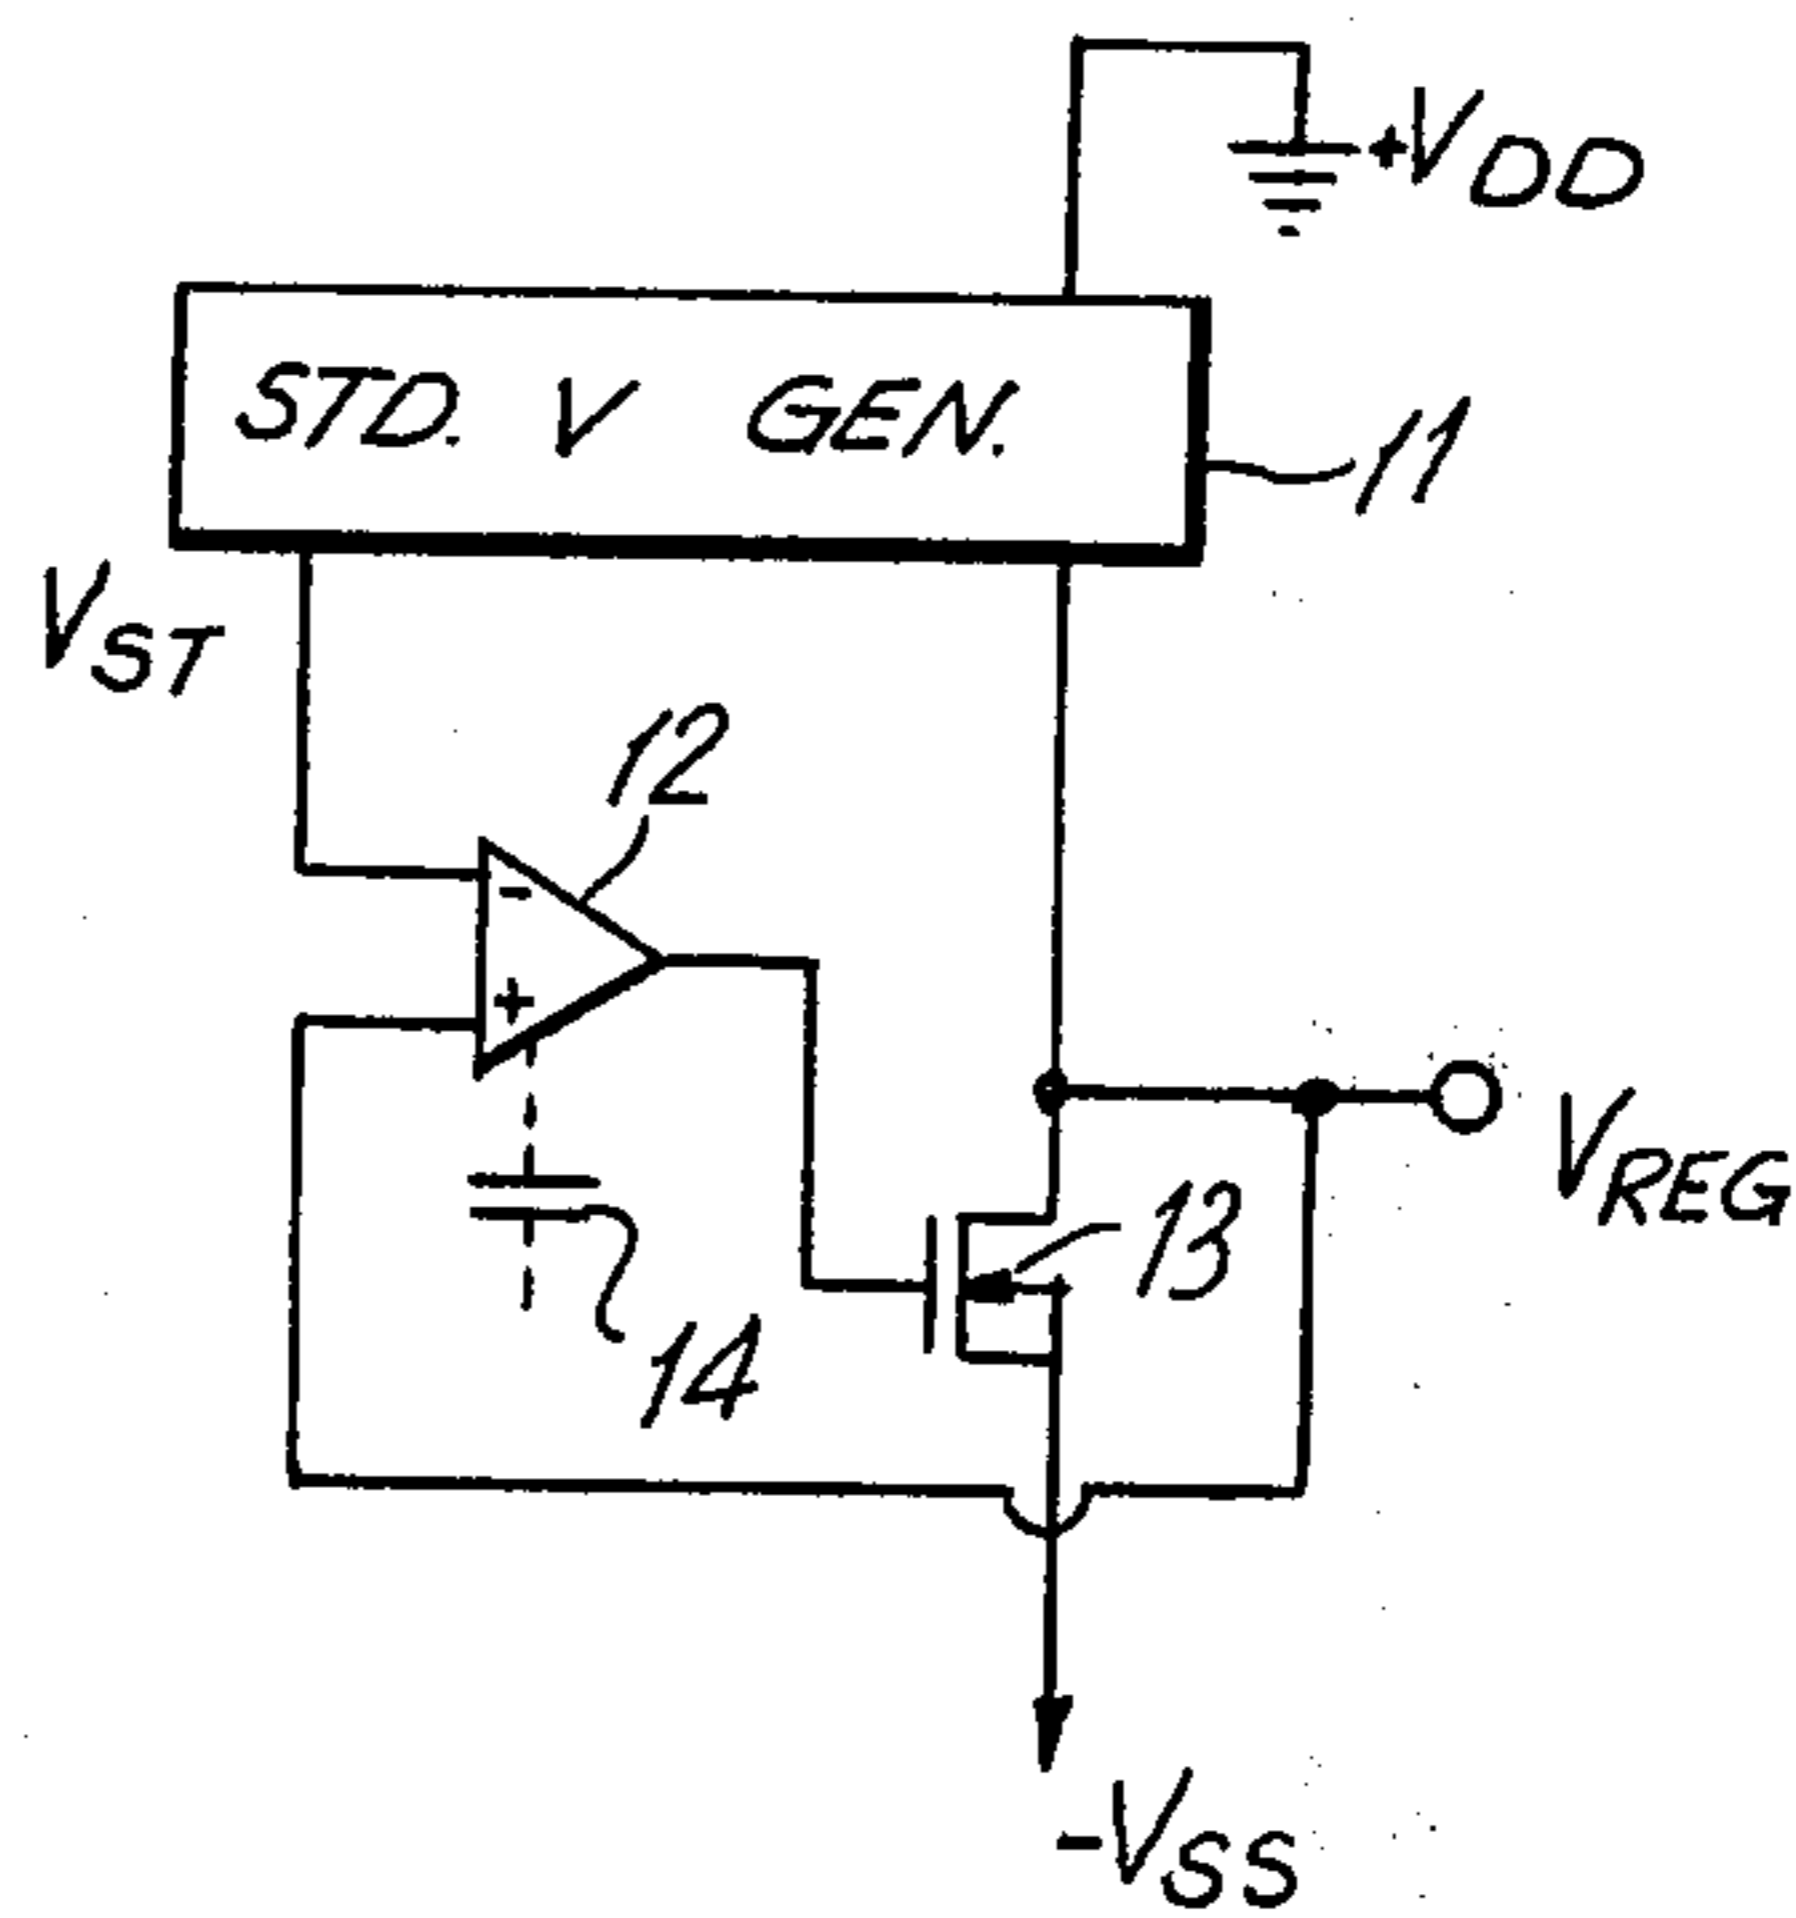 +VDD
STD. V GEN.
11
VST
12
-
+
VREG
13
14
-VSS